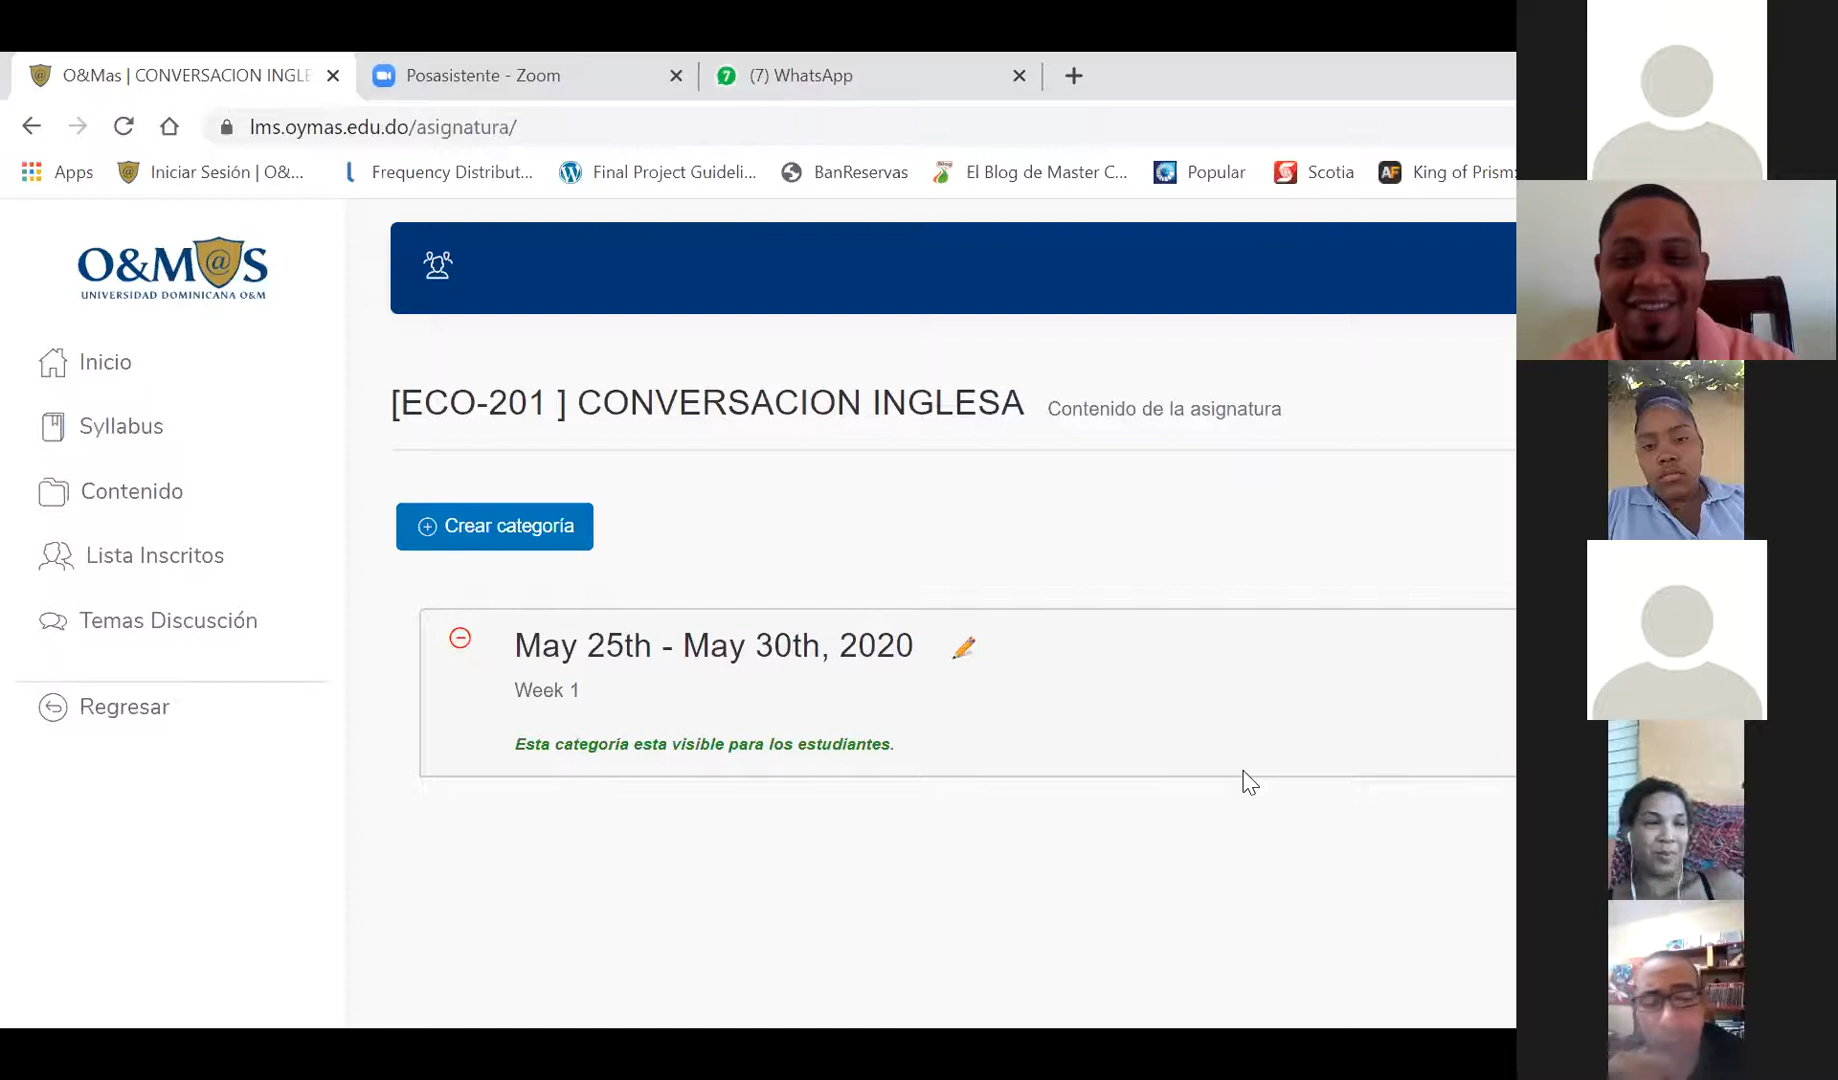 O&Mas | CONVERSACION INGLE
Posasistente - Zoom
7 (7) WhatsApp
lms.oymas.edu.do/asignatura/
Apps Iniciar Sesión | O&... Frequency Distribut... Final Project Guideli... BanReservas El Blog de Master C... Popular Scotia AF King of Prism:
O&M@S
UNIVERSIDAD DOMINICANA O&M
Inicio
Syllabus
Contenido
Lista Inscritos
Temas Discusción
Regresar
[ECO-201 ] CONVERSACION INGLESA Contenido de la asignatura
Crear categoría
May 25th - May 30th, 2020
Week 1
Esta categoría esta visible para los estudiantes.